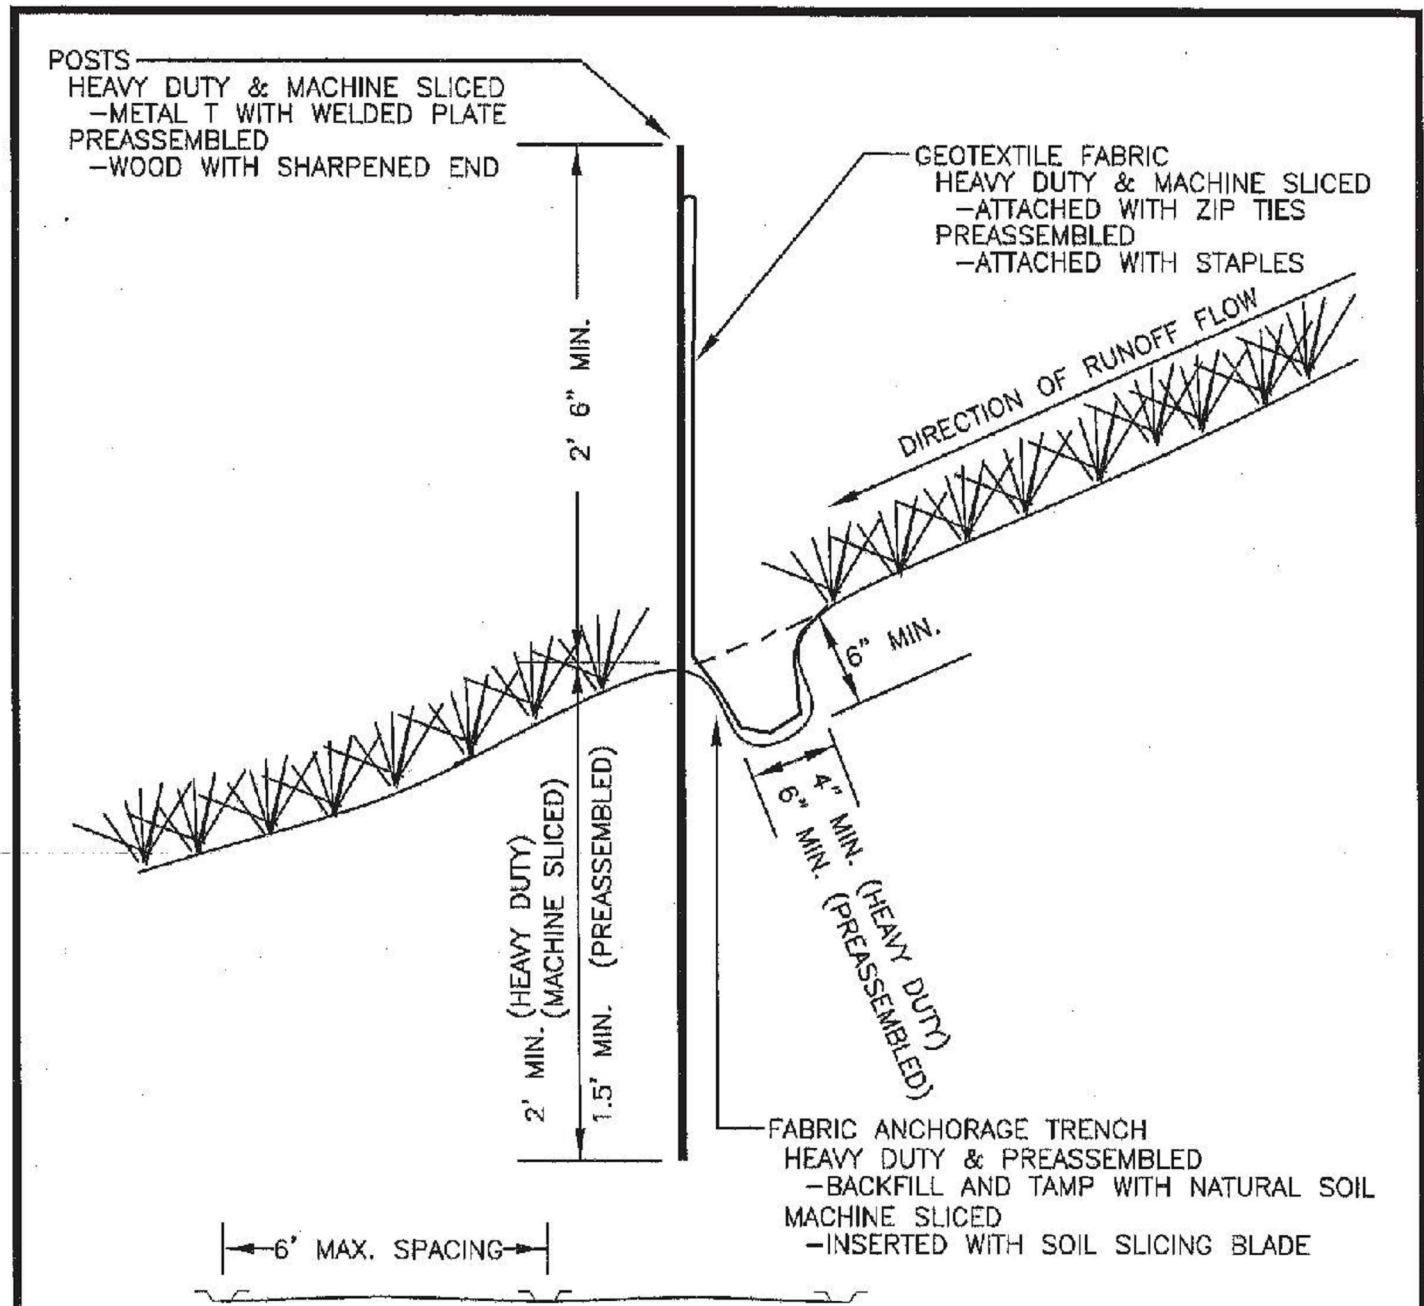 POSTS
HEAVY DUTY & MACHINE SLICED
-METAL T WITH WELDED PLATE
PREASSEMBLED
-WOOD WITH SHARPENED END
GEOTEXTILE FABRIC
HEAVY DUTY & MACHINE SLICED
-ATTACHED WITH ZIP TIES
PREASSEMBLED
-ATTACHED WITH STAPLES
2' 6" MIN.
DIRECTION OF RUNOFF FLOW
6" MIN.
2' MIN. (HEAVY DUTY)
(MACHINE SLICED)
1.5' MIN. (PREASSEMBLED)
4" MIN. (HEAVY DUTY)
6" MIN. (PREASSEMBLED)
FABRIC ANCHORAGE TRENCH
HEAVY DUTY & PREASSEMBLED
-BACKFILL AND TAMP WITH NATURAL SOIL
MACHINE SLICED
-INSERTED WITH SOIL SLICING BLADE
6' MAX. SPACING